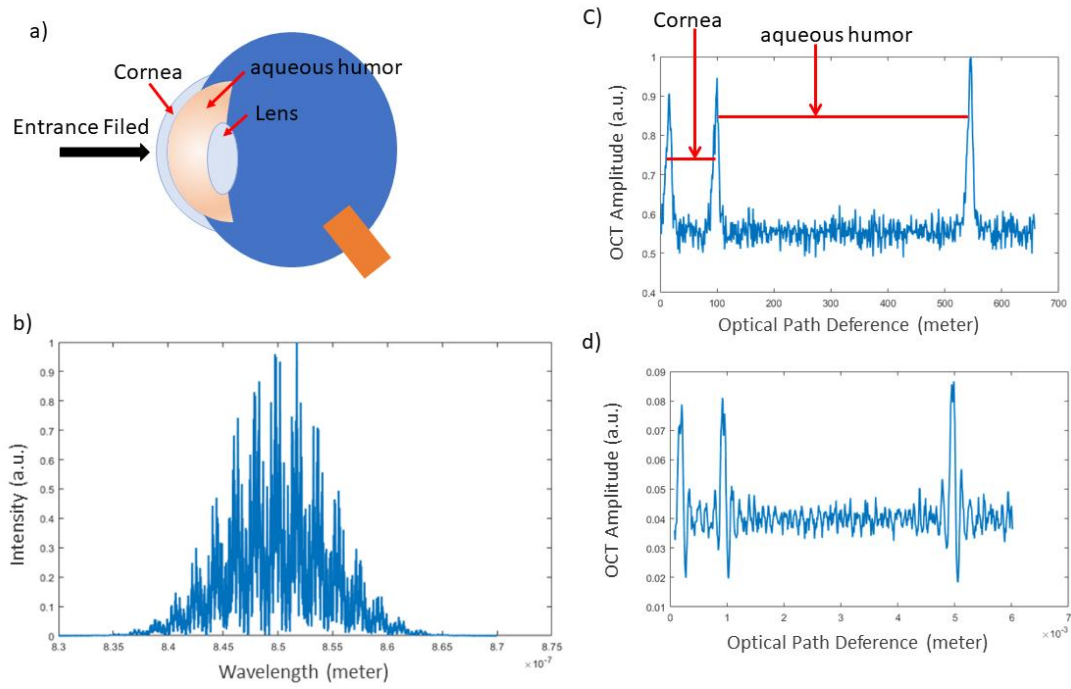 a)
Cornea
aqueous humor
Lens
Entrance Filed
b)
Intensity (a.u.)
1
0.9
0.8
0.7
0.6
0.5
0.4
0.3
0.2
0.1
0
8.3 8.35 8.4 8.45 8.5 8.55 8.6 8.65 8.7 8.75
×10⁻⁷
Wavelength (meter)
C)
Cornea
aqueous humor
OCT Amplitude (a.u.)
1
0.9
0.8
0.7
0.6
0.5
0.4
0 100 200 300 400 500 600 700
Optical Path Deference (meter)
d)
OCT Amplitude (a.u.)
0.09
0.08
0.07
0.06
0.05
0.04
0.03
0.02
0.01
0 1 2 3 4 5 6 7
×10⁻³
Optical Path Deference (meter)